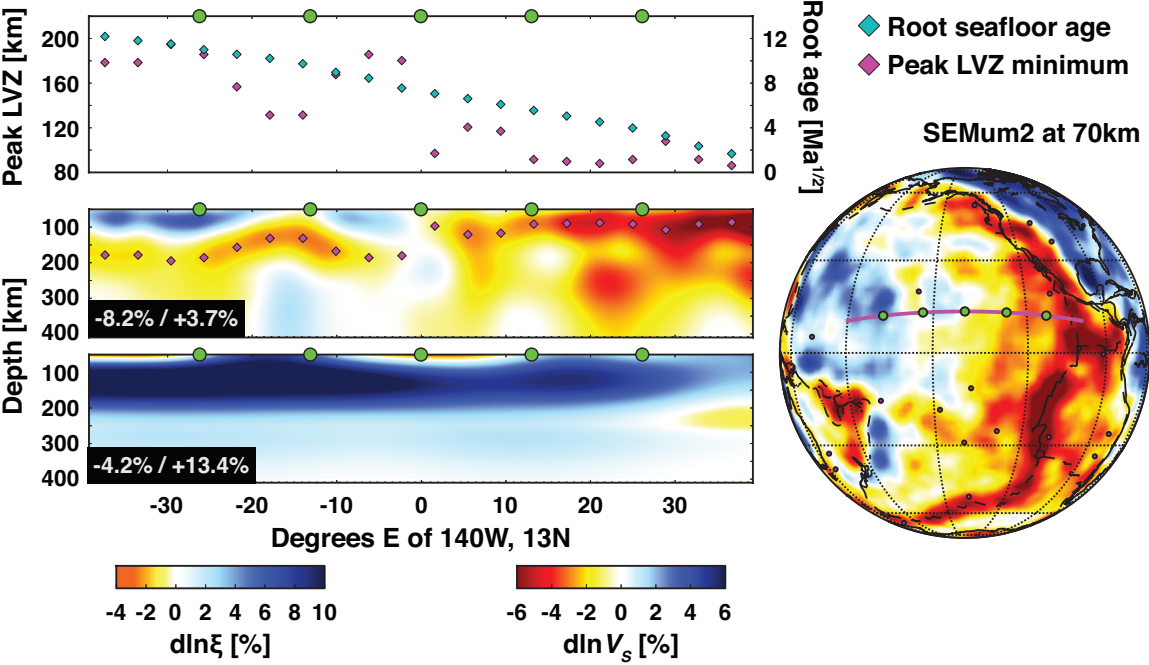 Root seafloor age
Peak LVZ minimum
SEMum2 at 70km
Peak LVZ [km]
200
160
120
80
12
8
4
0
Root age [Ma1/2]
Depth [km]
100
200
300
400
-8.2% / +3.7%
100
200
300
400
-4.2% / +13.4%
-30 -20 -10 0 10 20 30
Degrees E of 140W, 13N
-4 -2 0 2 4 6 8 10
dlnξ [%]
-6 -4 -2 0 2 4 6
dlnVS [%]